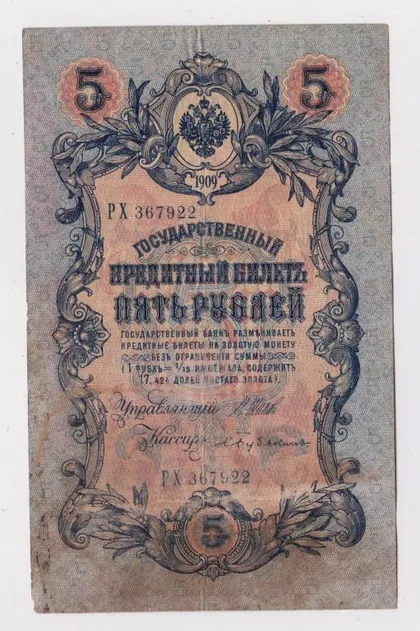 5 5
1909
РХ 367922
ГОСУДАРСТВЕННЫЙ
КРЕДИТНЫЙ БИЛЕТЪ
ПЯТЬ РУБЛЕЙ
ГОСУДАРСТВЕННЫЙ БАНКЪ РАЗМѢНИВАЕТЪ
КРЕДИТНЫЕ БИЛЕТЫ НА ЗОЛОТУЮ МОНЕТУ
БЕЗЪ ОГРАНИЧЕНІЯ СУММЫ
(1 РУБЛЬ = 1/15 ИМПЕРІАЛА, СОДЕРЖИТЪ
17,424 ДОЛЕЙ ЧИСТАГО ЗОЛОТА).
Управляющій
Кассиръ
РХ 367922
5